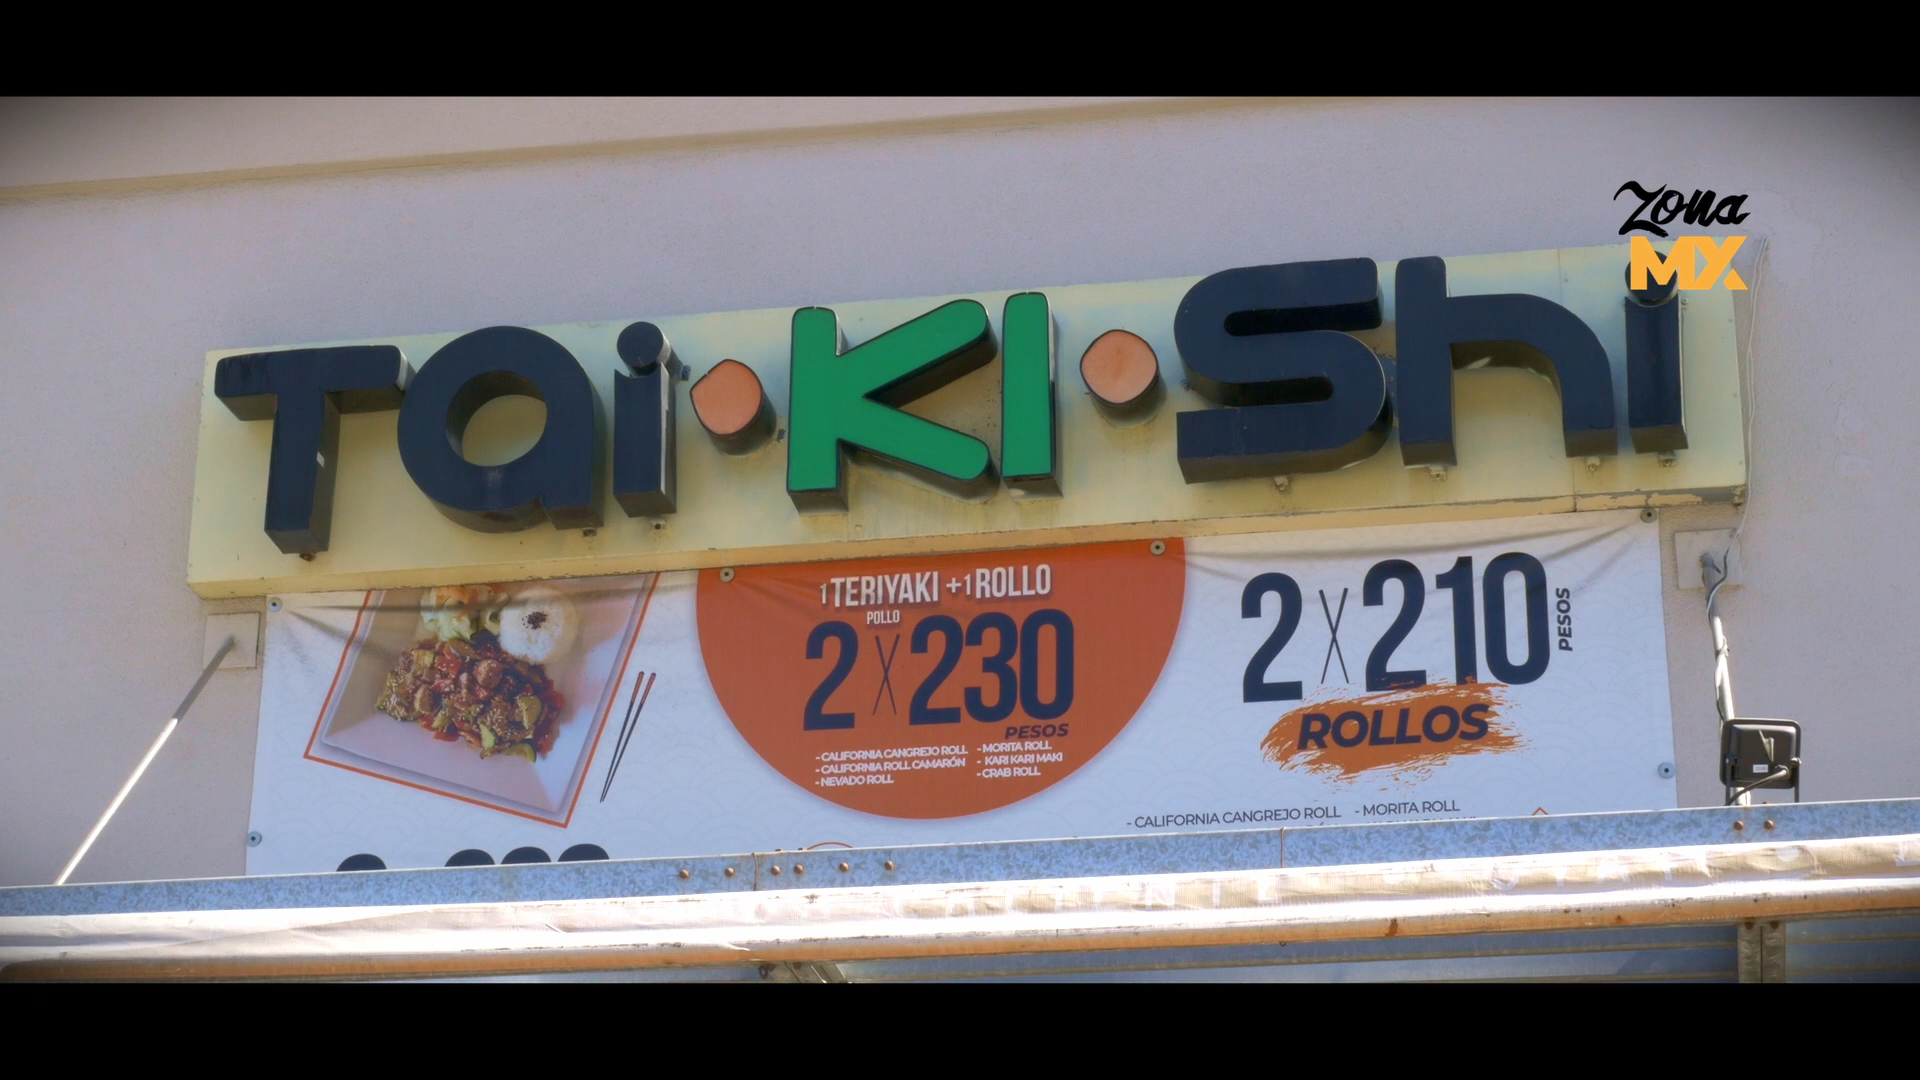 Zona
MX
Tai·KI·Shi
1 TERIYAKI + 1 ROLLO
POLLO
2 X 230
PESOS
- CALIFORNIA CANGREJO ROLL
- CALIFORNIA ROLL CAMARÓN
- NEVADO ROLL
- MORITA ROLL
- KARI KARI MAKI
- CRAB ROLL
2 X 210
PESOS
ROLLOS
- CALIFORNIA CANGREJO ROLL
- MORITA ROLL